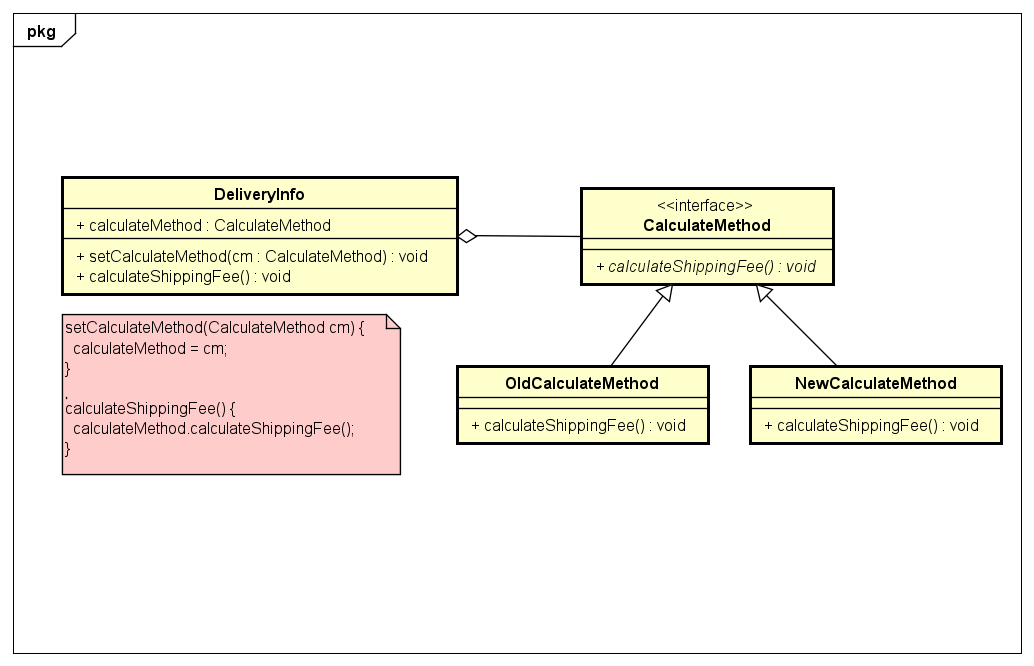 pkg
DeliveryInfo
+ calculateMethod : CalculateMethod
+ setCalculateMethod(cm : CalculateMethod) : void
+ calculateShippingFee() : void
<<interface>>
CalculateMethod
+ calculateShippingFee() : void
setCalculateMethod(CalculateMethod cm) {
calculateMethod = cm;
}
.
calculateShippingFee() {
calculateMethod.calculateShippingFee();
}
OldCalculateMethod
+ calculateShippingFee() : void
NewCalculateMethod
+ calculateShippingFee() : void